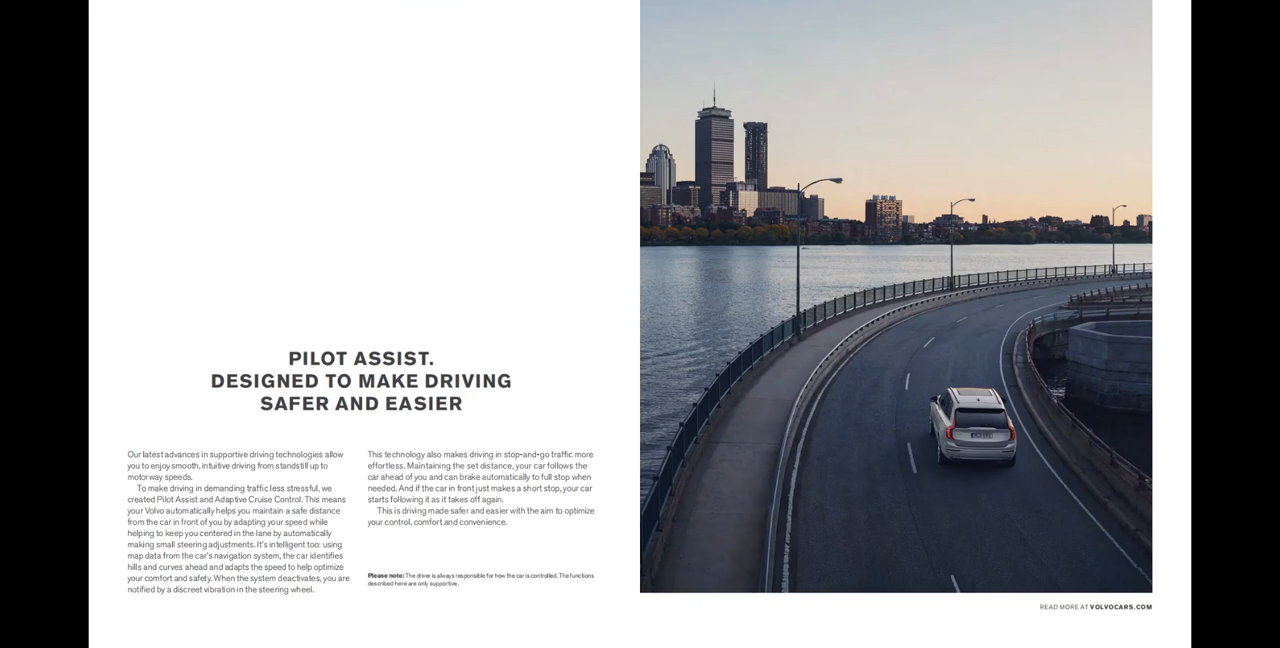 PILOT ASSIST.
DESIGNED TO MAKE DRIVING
SAFER AND EASIER
Our latest advances in supportive driving technologies allow
you to enjoy smooth, intuitive driving from standstill up to
motorway speeds.
To make driving in demanding traffic less stressful, we
created Pilot Assist and Adaptive Cruise Control. This means
your Volvo automatically helps you maintain a safe distance
from the car in front of you by adapting your speed while
helping to keep you centered in the lane by automatically
making small steering adjustments. It's intelligent too: using
map data from the car's navigation system, the car identifies
hills and curves ahead and adapts the speed to help optimize
your comfort and safety. When the system deactivates, you are
notified by a discreet vibration in the steering wheel.
This technology also makes driving in stop-and-go traffic more
effortless. Maintaining the set distance, your car follows the
car ahead of you and can brake automatically to full stop when
needed. And if the car in front just makes a short stop, your car
starts following it as it takes off again.
This is driving made safer and easier with the aim to optimize
your control, comfort and convenience.
Please note: The driver is always responsible for how the car is controlled. The functions
described here are only supportive.
READ MORE AT VOLVOCARS.COM